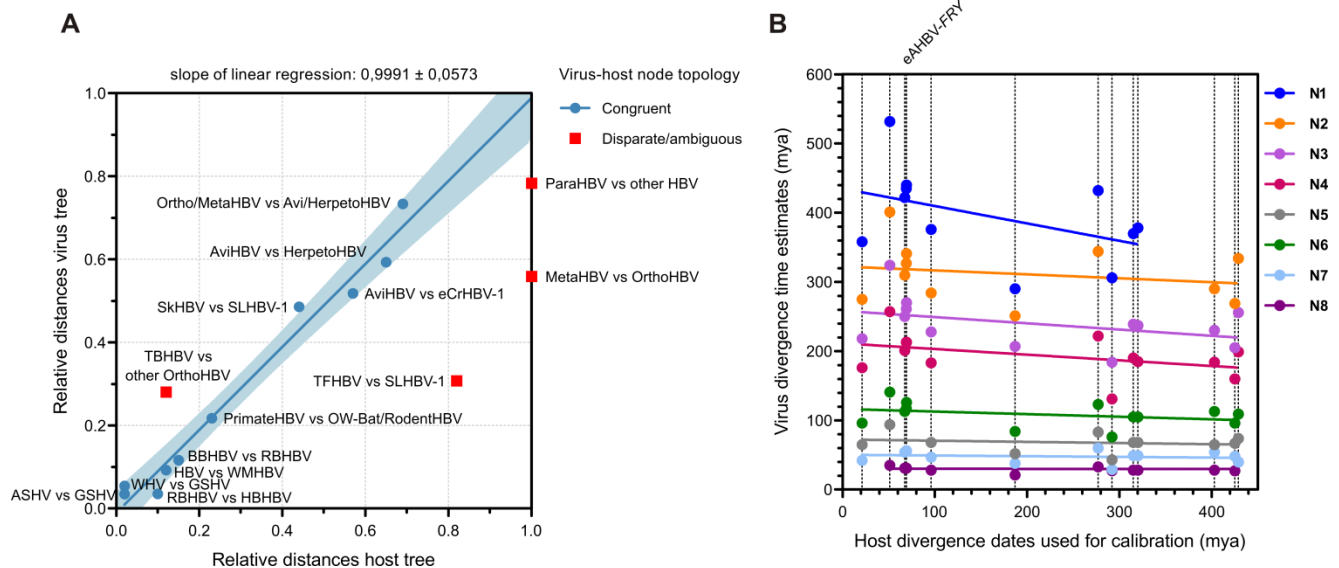 A
slope of linear regression: 0,9991 ± 0,0573
Virus-host node topology
Congruent
Disparate/ambiguous
Relative distances virus tree
1.0
0.8
0.6
0.4
0.2
0.0
0.0
0.2
0.4
0.6
0.8
1.0
Relative distances host tree
ParaHBV vs other HBV
Ortho/MetaHBV vs Avi/HerpetoHBV
AviHBV vs HerpetoHBV
MetaHBV vs OrthoHBV
AviHBV vs eCrHBV-1
SkHBV vs SLHBV-1
TBHBV vs
other OrthoHBV
TFHBV vs SLHBV-1
PrimateHBV vs OW-Bat/RodentHBV
BBHBV vs RBHBV
HBV vs WMHBV
WHV vs GSHV
ASHV vs GSHV
RBHBV vs HBHBV
B
eAHBV-FRY
Virus divergence time estimates (mya)
600
500
400
300
200
100
0
0
100
200
300
400
Host divergence dates used for calibration (mya)
N1
N2
N3
N4
N5
N6
N7
N8